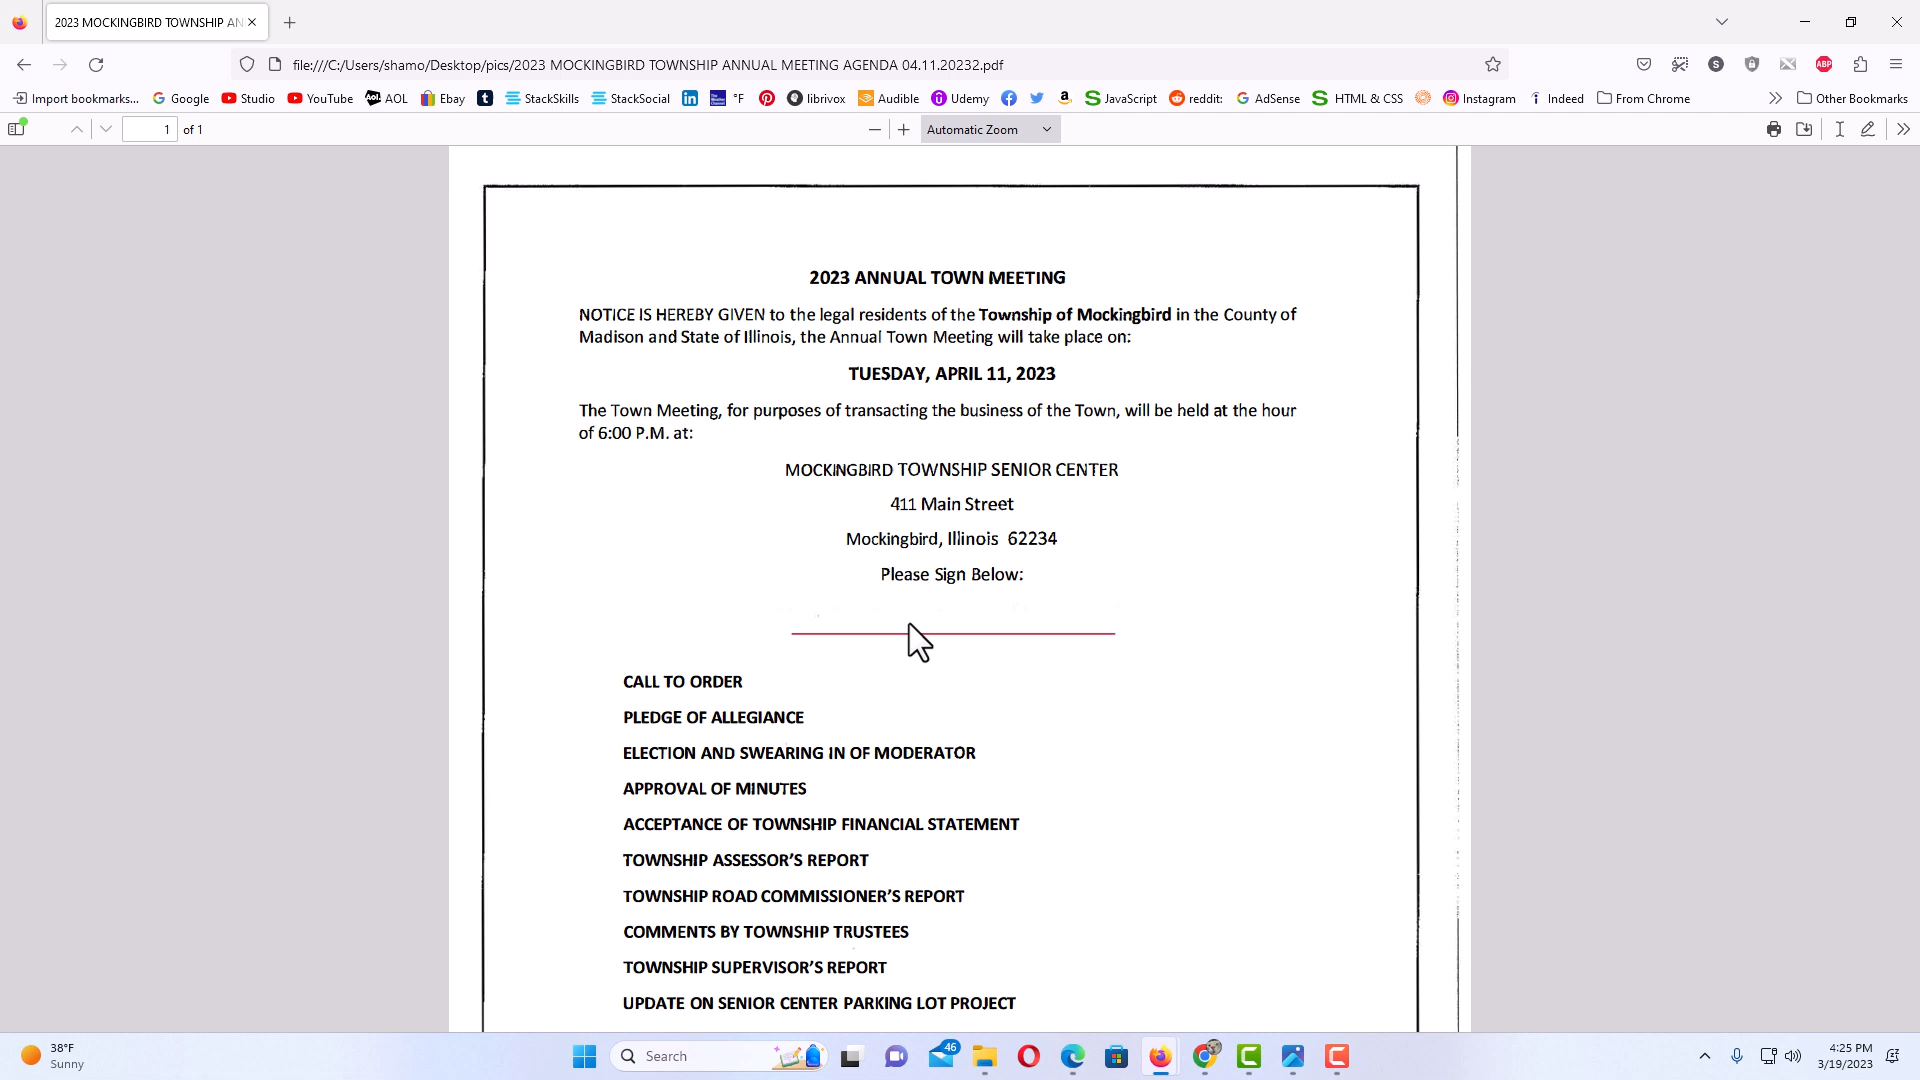 2023 MOCKINGBIRD TOWNSHIP AN
file:///C:/Users/shamo/Desktop/pics/2023 MOCKINGBIRD TOWNSHIP ANNUAL MEETING AGENDA 04.11.20232.pdf
Import bookmarks... Google Studio YouTube AOL Ebay °F StackSkills StackSocial librivox Audible Udemy JavaScript reddit: AdSense HTML & CSS Instagram Indeed From Chrome Other Bookmarks
1 of 1 Automatic Zoom
2023 ANNUAL TOWN MEETING
NOTICE IS HEREBY GIVEN to the legal residents of the Township of Mockingbird in the County of
Madison and State of Illinois, the Annual Town Meeting will take place on:
TUESDAY, APRIL 11, 2023
The Town Meeting, for purposes of transacting the business of the Town, will be held at the hour
of 6:00 P.M. at:
MOCKINGBIRD TOWNSHIP SENIOR CENTER
411 Main Street
Mockingbird, Illinois 62234
Please Sign Below:
CALL TO ORDER
PLEDGE OF ALLEGIANCE
ELECTION AND SWEARING IN OF MODERATOR
APPROVAL OF MINUTES
ACCEPTANCE OF TOWNSHIP FINANCIAL STATEMENT
TOWNSHIP ASSESSOR'S REPORT
TOWNSHIP ROAD COMMISSIONER'S REPORT
COMMENTS BY TOWNSHIP TRUSTEES
TOWNSHIP SUPERVISOR'S REPORT
UPDATE ON SENIOR CENTER PARKING LOT PROJECT
38°F
Sunny
Search
46
4:25 PM
3/19/2023